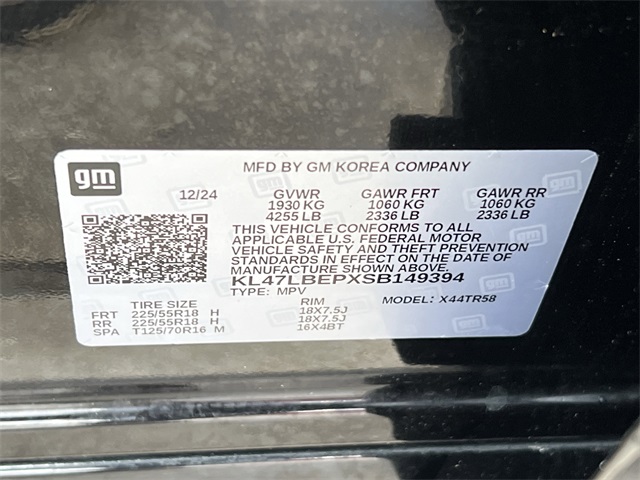 gm
MFD BY GM KOREA COMPANY
12/24 GVWR GAWR FRT GAWR RR
1930 KG 1060 KG 1060 KG
4255 LB 2336 LB 2336 LB
THIS VEHICLE CONFORMS TO ALL
APPLICABLE U.S. FEDERAL MOTOR
VEHICLE SAFETY AND THEFT PREVENTION
STANDARDS IN EFFECT ON THE DATE OF
MANUFACTURE SHOWN ABOVE.
KL47LBEPXSB149394
TYPE: MPV MODEL: X44TR58
TIRE SIZE RIM
FRT 225/55R18 H 18X7.5J
RR 225/55R18 H 18X7.5J
SPA T125/70R16 M 16X4BT